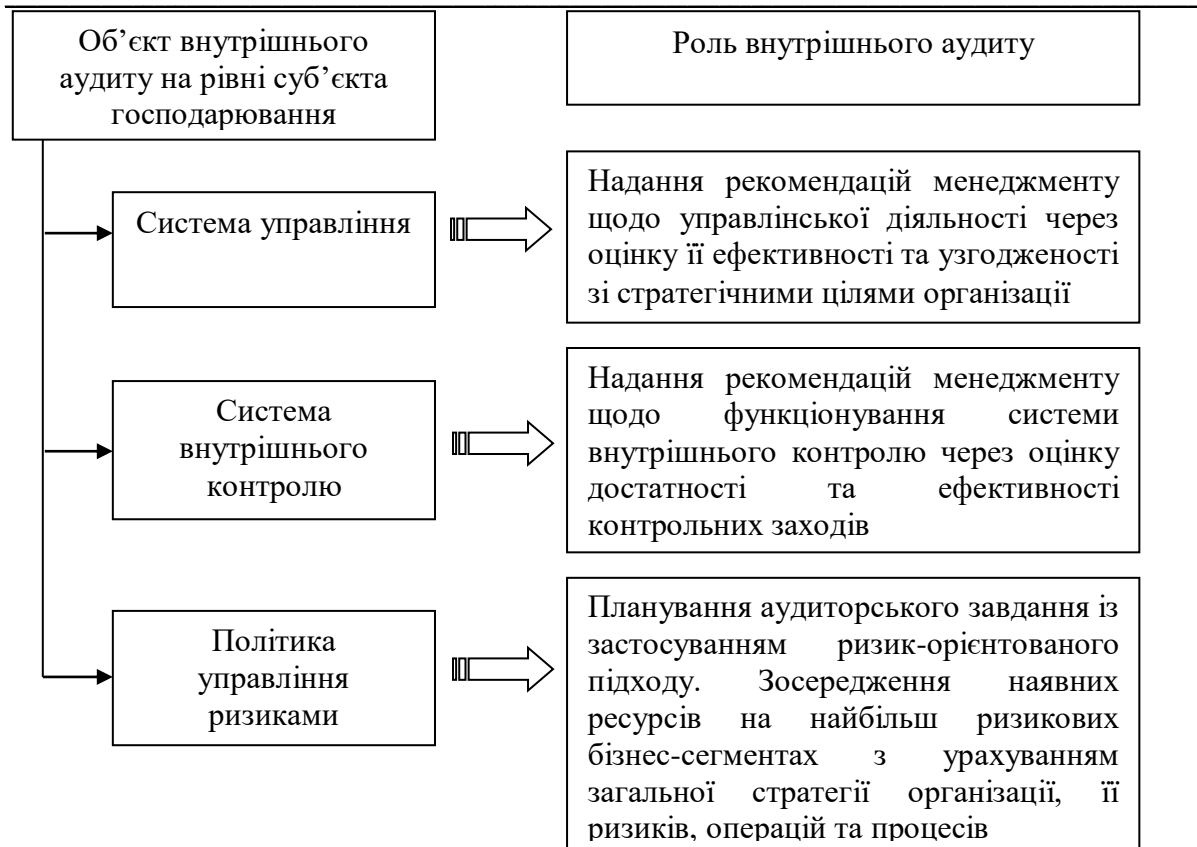 Об’єкт внутрішнього
аудиту на рівні суб’єкта
господарювання
Роль внутрішнього аудиту
Система управління
Надання рекомендацій менеджменту
щодо управлінської діяльності через
оцінку її ефективності та узгодженості
зі стратегічними цілями організації
Система
внутрішнього
контролю
Надання рекомендацій менеджменту
щодо функціонування системи
внутрішнього контролю через оцінку
достатності та ефективності
контрольних заходів
Політика
управління
ризиками
Планування аудиторського завдання із
застосуванням ризик-орієнтованого
підходу. Зосередження наявних
ресурсів на найбільш ризикових
бізнес-сегментах з урахуванням
загальної стратегії організації, її
ризиків, операцій та процесів